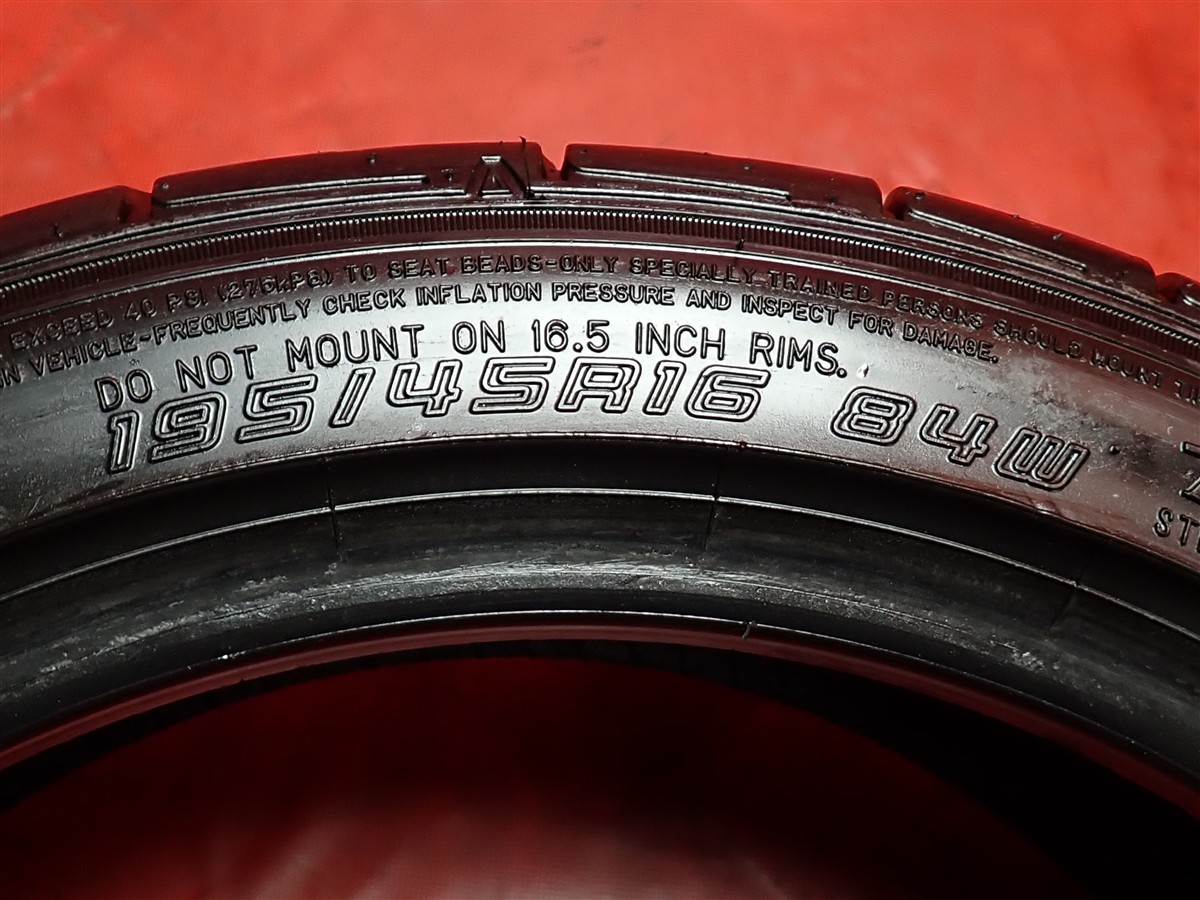 A
EXCEED 40 PSI (275kPa) TO SEAT BEADS-ONLY SPECIALLY TRAINED PERSONS SHOULD MOUNT
VEHICLE-FREQUENTLY CHECK INFLATION PRESSURE AND INSPECT FOR DAMAGE.
DO NOT MOUNT ON 16.5 INCH RIMS.
195/45R16 84W